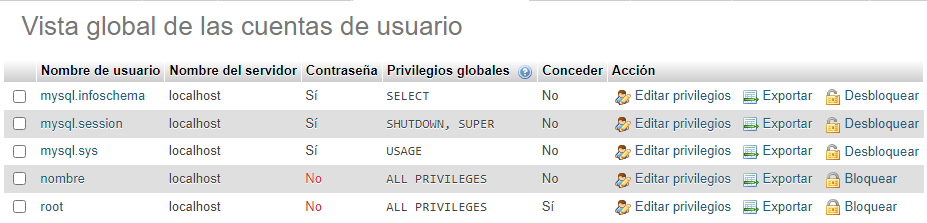 Vista global de las cuentas de usuario
Nombre de usuario Nombre del servidor Contraseña Privilegios globales Conceder Acción
mysql.infoschema localhost Sí SELECT No Editar privilegios Exportar Desbloquear
mysql.session localhost Sí SHUTDOWN, SUPER No Editar privilegios Exportar Desbloquear
mysql.sys localhost Sí USAGE No Editar privilegios Exportar Desbloquear
nombre localhost No ALL PRIVILEGES No Editar privilegios Exportar Bloquear
root localhost No ALL PRIVILEGES Sí Editar privilegios Exportar Bloquear